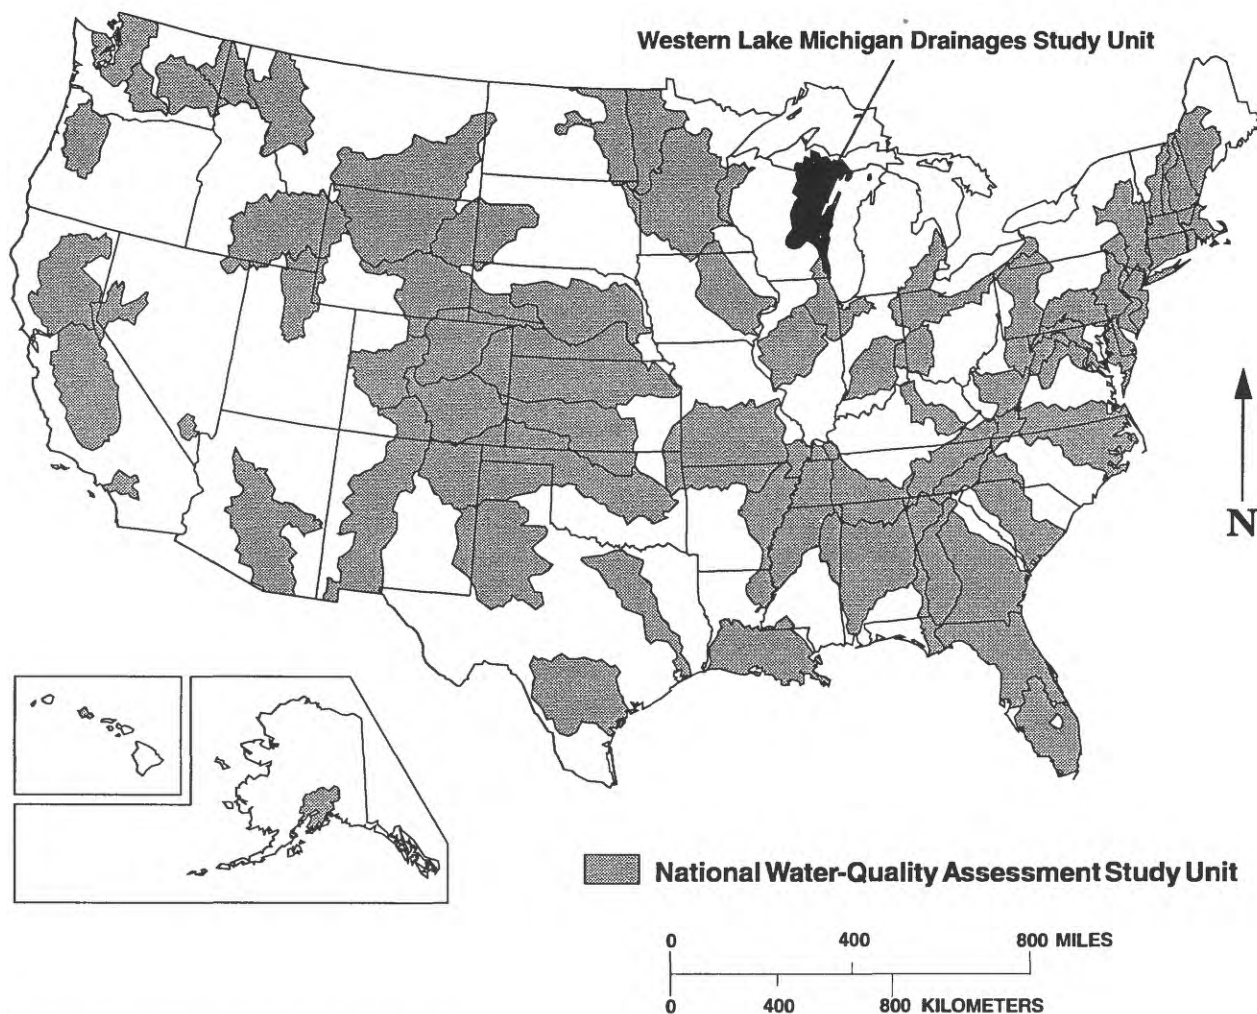 Western Lake Michigan Drainages Study Unit
N
National Water-Quality Assessment Study Unit
0 400 800 MILES
0 400 800 KILOMETERS